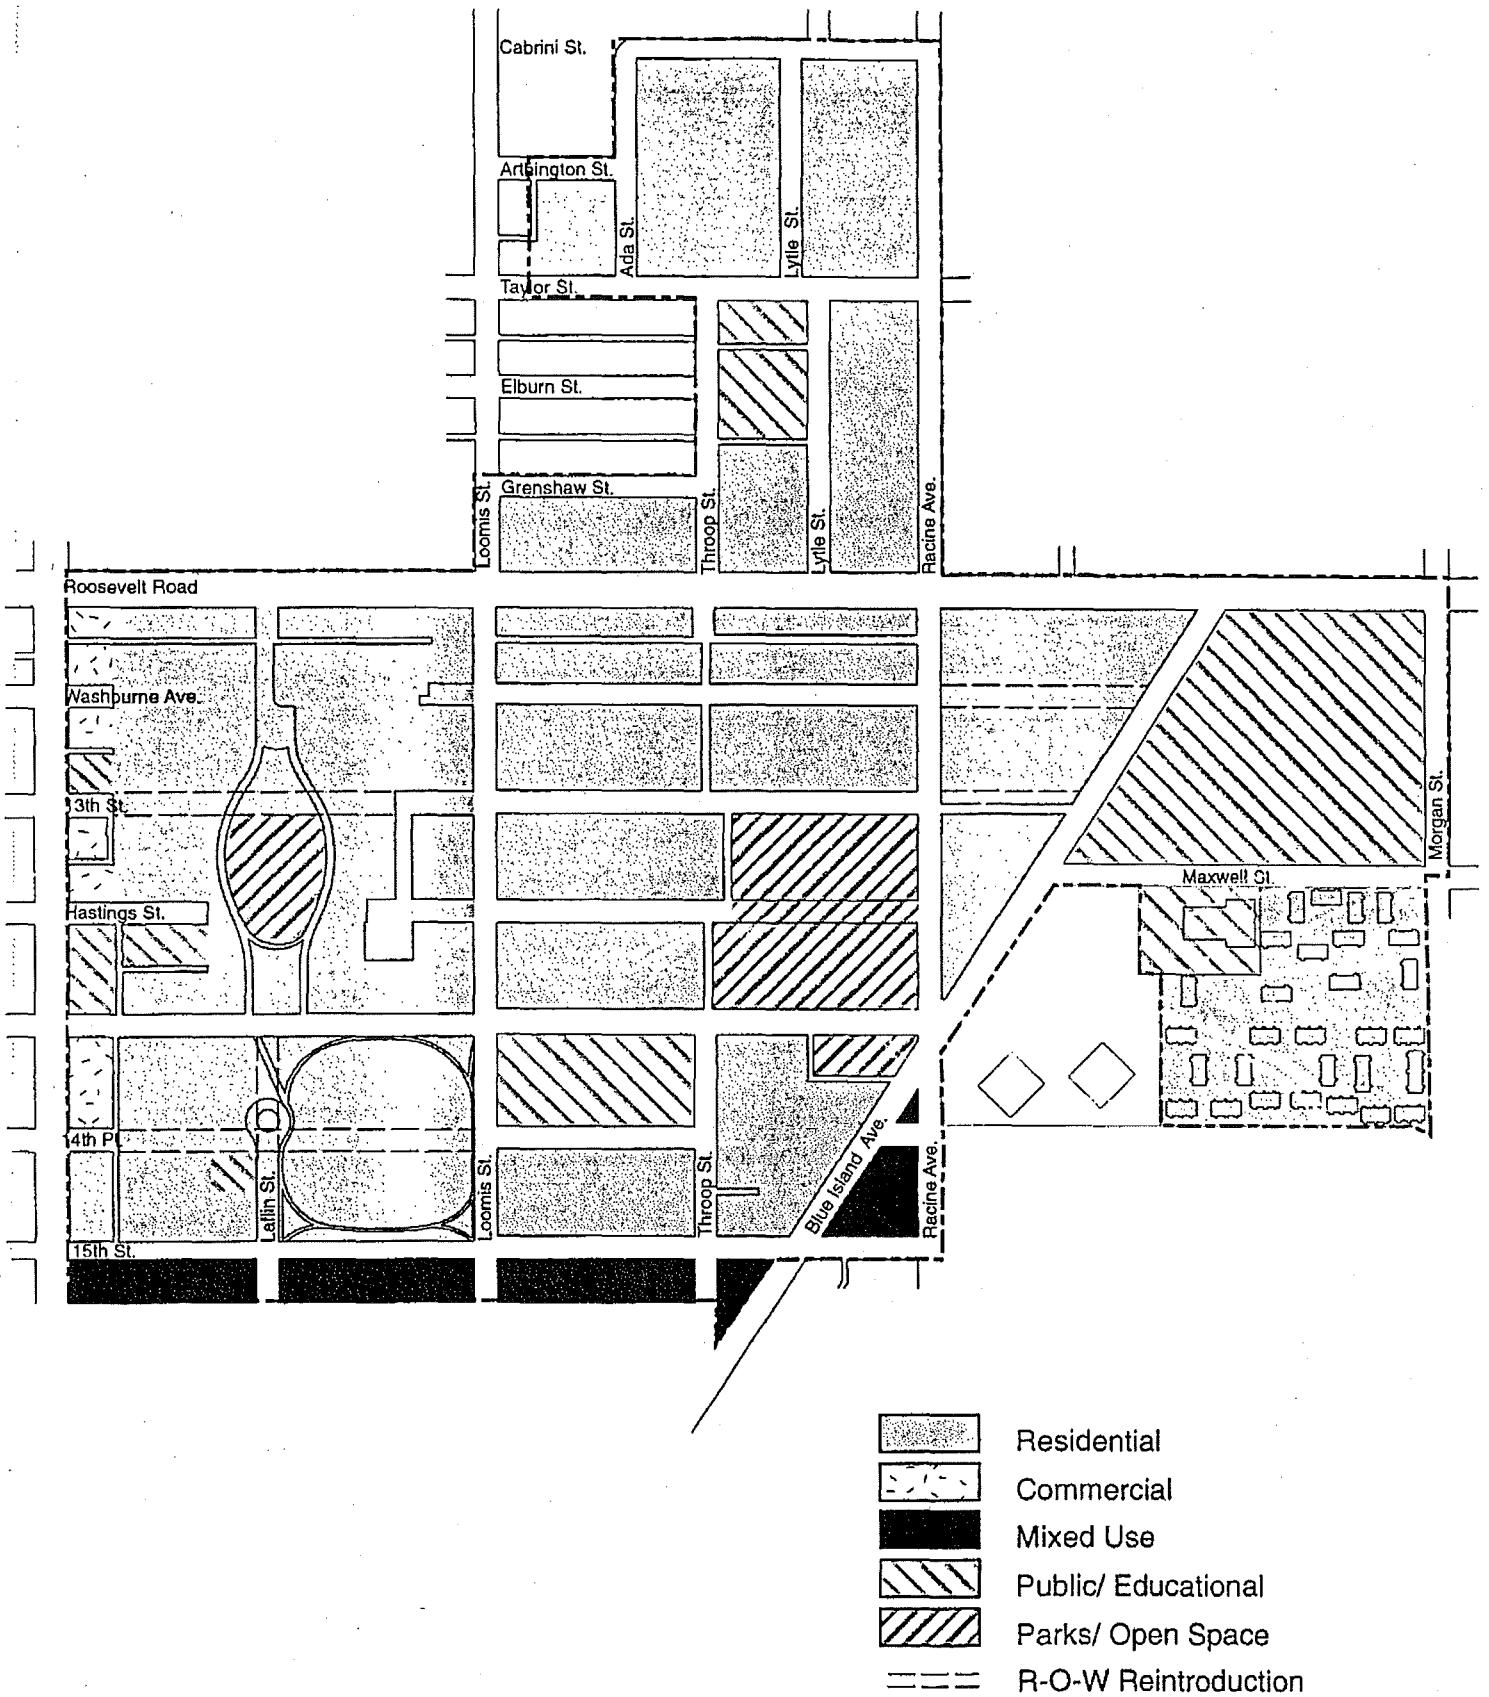 Cabrini St.
Arthington St.
Ada St.
Lytle St.
Taylor St.
Elburn St.
Grenshaw St.
Loomis St.
Throop St.
Lytle St.
Racine Ave.
Roosevelt Road
Washburne Ave.
13th St.
Morgan St.
Maxwell St.
Hastings St.
14th Pl.
Laflin St.
Loomis St.
Throop St.
Blue Island Ave.
Racine Ave.
15th St.
Residential
Commercial
Mixed Use
Public/ Educational
Parks/ Open Space
R-O-W Reintroduction